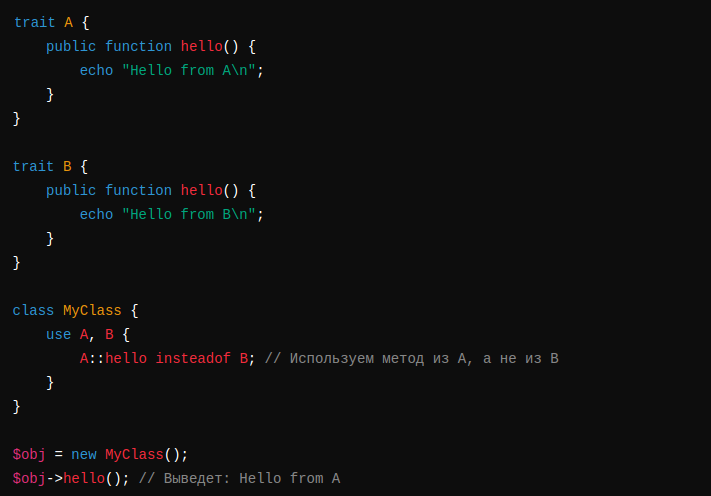 trait A {
    public function hello() {
        echo "Hello from A\n";
    }
}

trait B {
    public function hello() {
        echo "Hello from B\n";
    }
}

class MyClass {
    use A, B {
        A::hello insteadof B; // Используем метод из A, а не из B
    }
}

$obj = new MyClass();
$obj->hello(); // Выведет: Hello from A